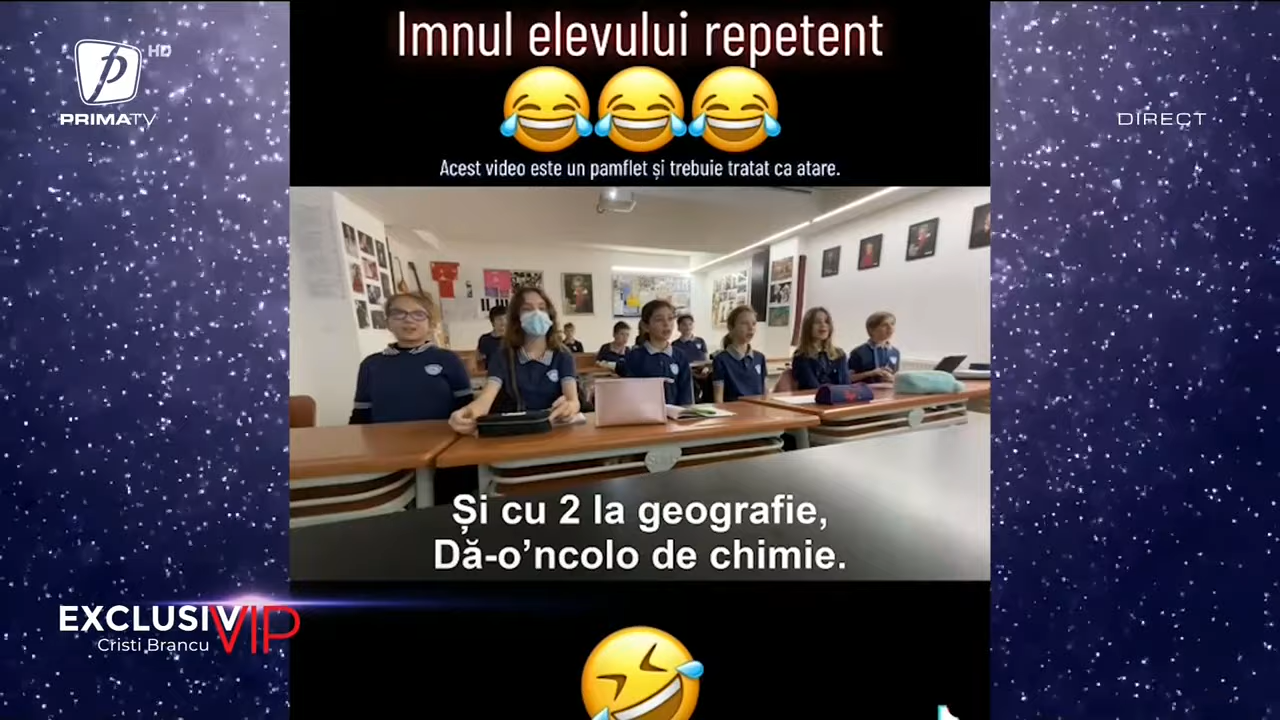 Imnul elevului repetent
Acest video este un pamflet și trebuie tratat ca atare.
HD
PRIMATV
DIRECT
Și cu 2 la geografie,
Dă-o’ncolo de chimie.
EXCLUSIV VIP
Cristi Brancu